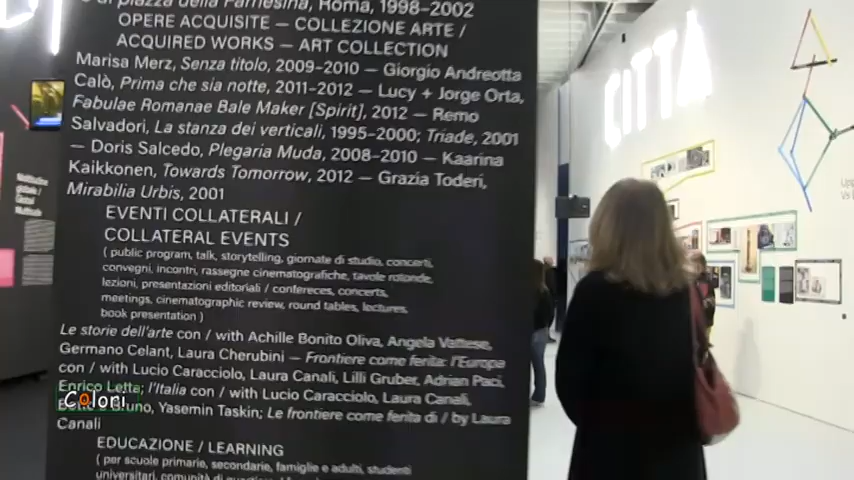 di piazza della Farnesina, Roma, 1998–2002
OPERE ACQUISITE — COLLEZIONE ARTE /
ACQUIRED WORKS — ART COLLECTION
Marisa Merz, Senza titolo, 2009–2010 — Giorgio Andreotta
Calò, Prima che sia notte, 2011–2012 — Lucy + Jorge Orta,
Fabulae Romanae Bale Maker [Spirit], 2012 — Remo
Salvadori, La stanza dei verticali, 1995–2000; Triade, 2001
— Doris Salcedo, Plegaria Muda, 2008–2010 — Kaarina
Kaikkonen, Towards Tomorrow, 2012 — Grazia Toderi,
Mirabilia Urbis, 2001
EVENTI COLLATERALI /
COLLATERAL EVENTS
( public program, talk, storytelling, giornate di studio, concerti,
convegni, incontri, rassegne cinematografiche, tavole rotonde,
lezioni, presentazioni editoriali / confereces, concerts,
meetings, cinematographic review, round tables, lectures,
book presentation )
Le storie dell'arte con / with Achille Bonito Oliva, Angela Vattese,
Germano Celant, Laura Cherubini — Frontiere come ferita: l'Europa
con / with Lucio Caracciolo, Laura Canali, Lilli Gruber, Adrian Paci,
Enrico Letta; l'Italia con / with Lucio Caracciolo, Laura Canali,
Bruno, Yasemin Taskin; Le frontiere come ferita di / by Laura
Canali
EDUCAZIONE / LEARNING
( per scuole primarie, secondarie, famiglie e adulti, studenti
universitari, comunità di
Colori
CITTÀ